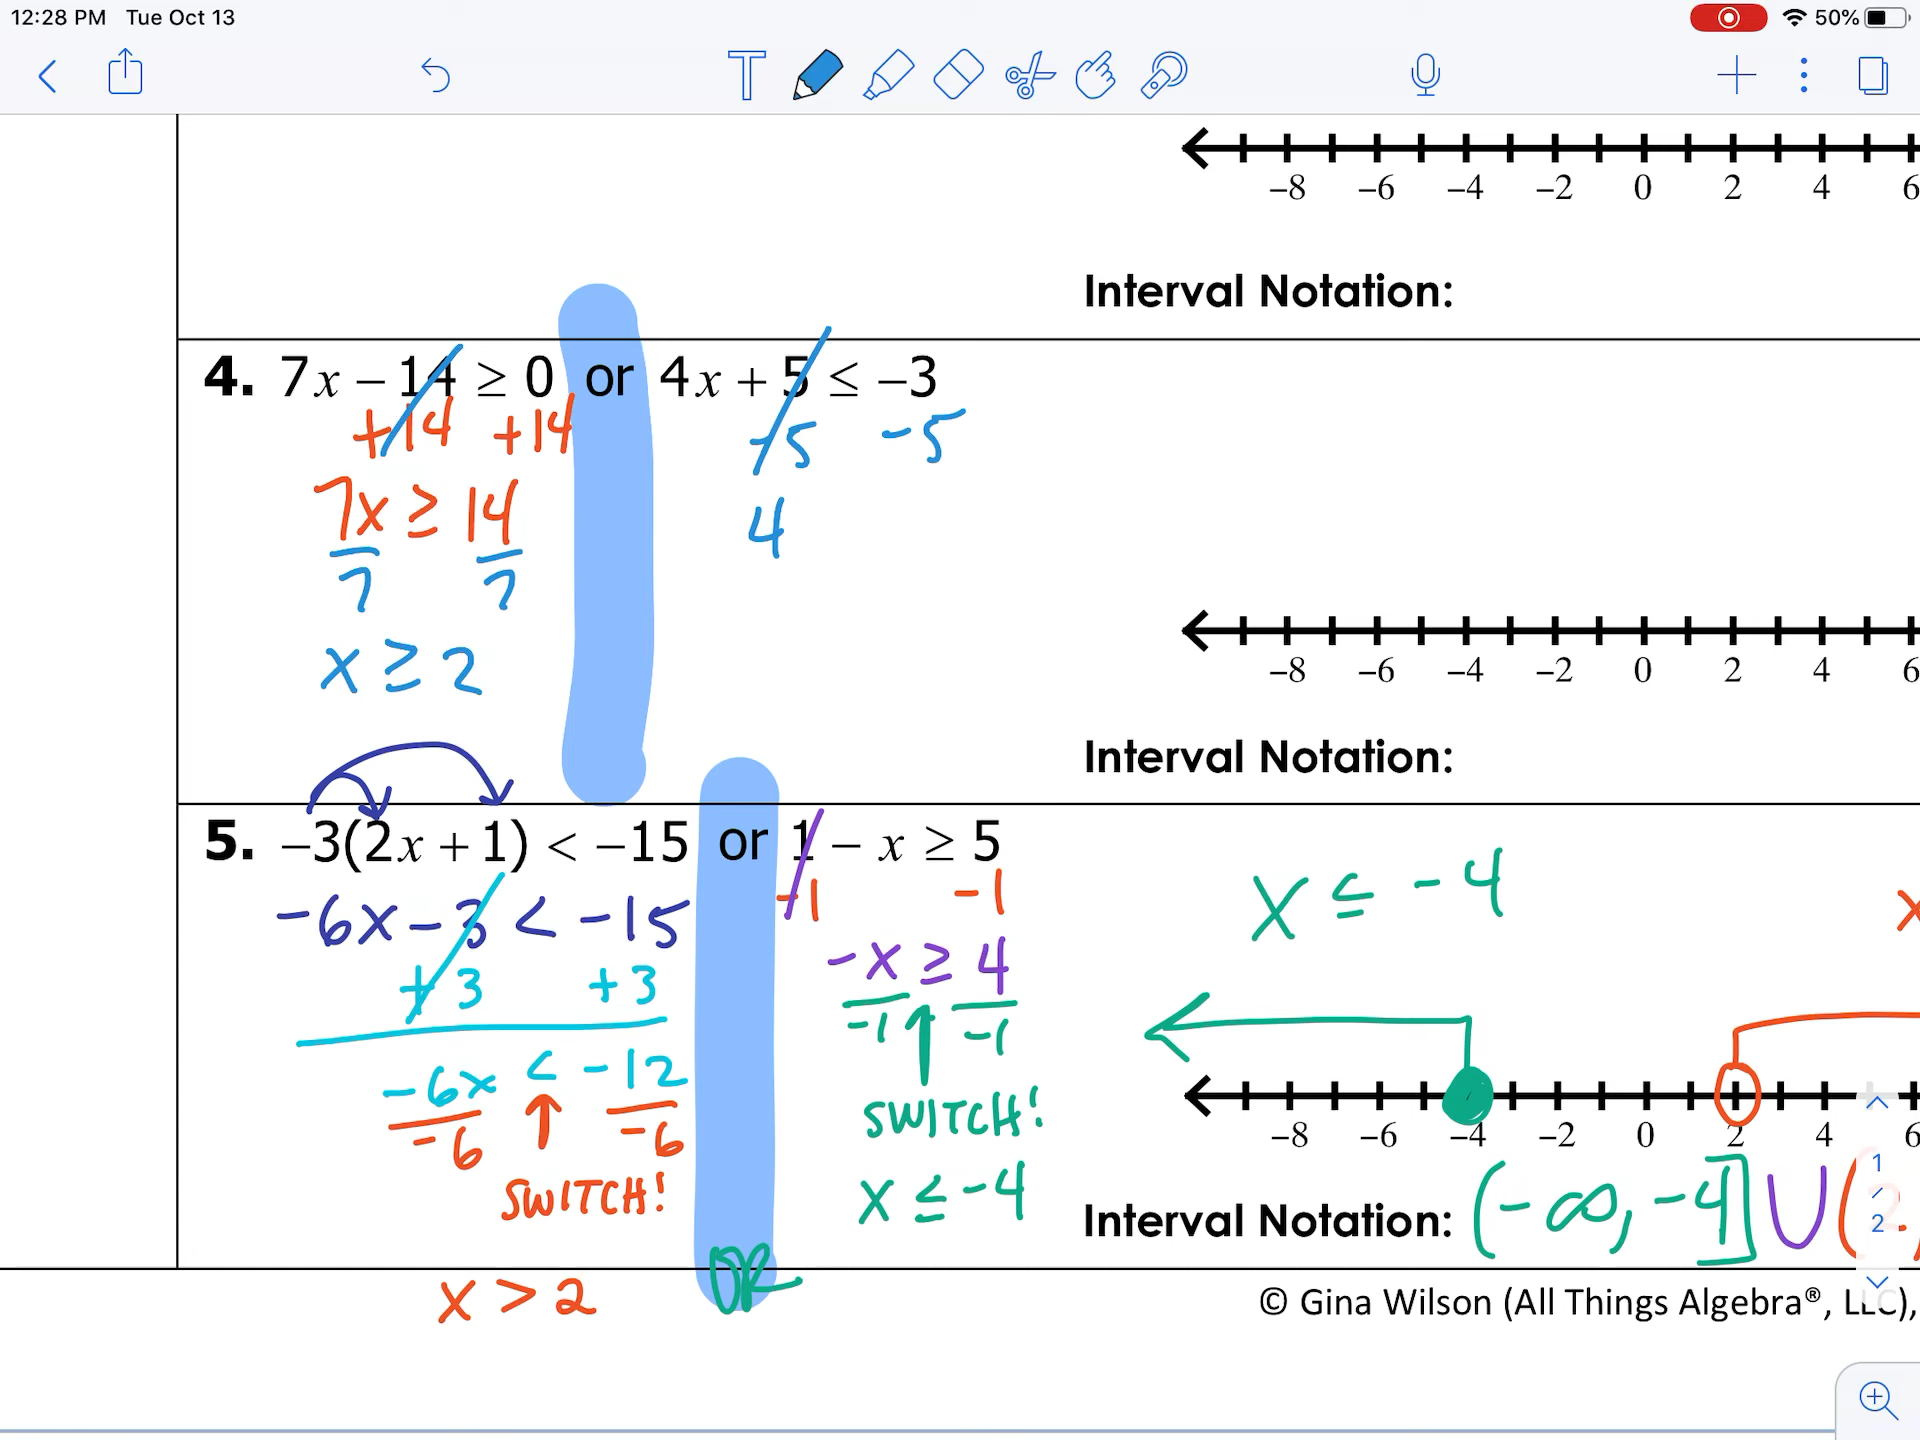 12:28 PM Tue Oct 13
50%
T
–8 –6 –4 –2 0 2 4 6
Interval Notation:
4. 7x – 14 ≥ 0 or 4x + 5 ≤ –3
+14 +14 -5 -5
7x ≥ 14 4
7 7
x ≥ 2
–8 –6 –4 –2 0 2 4 6
Interval Notation:
5. –3(2x + 1) < –15 or 1 – x ≥ 5
-6x - 3 < -15 -1 -1
+3 +3 -x ≥ 4
-1 -1
-6x < -12 SWITCH!
-6 -6
SWITCH! x ≤ -4
x > 2 OR
x ≤ -4 x
–8 –6 –4 –2 0 2 4 6
Interval Notation: (-∞, -4] ∪ (
1 / 2
© Gina Wilson (All Things Algebra®, LLC),